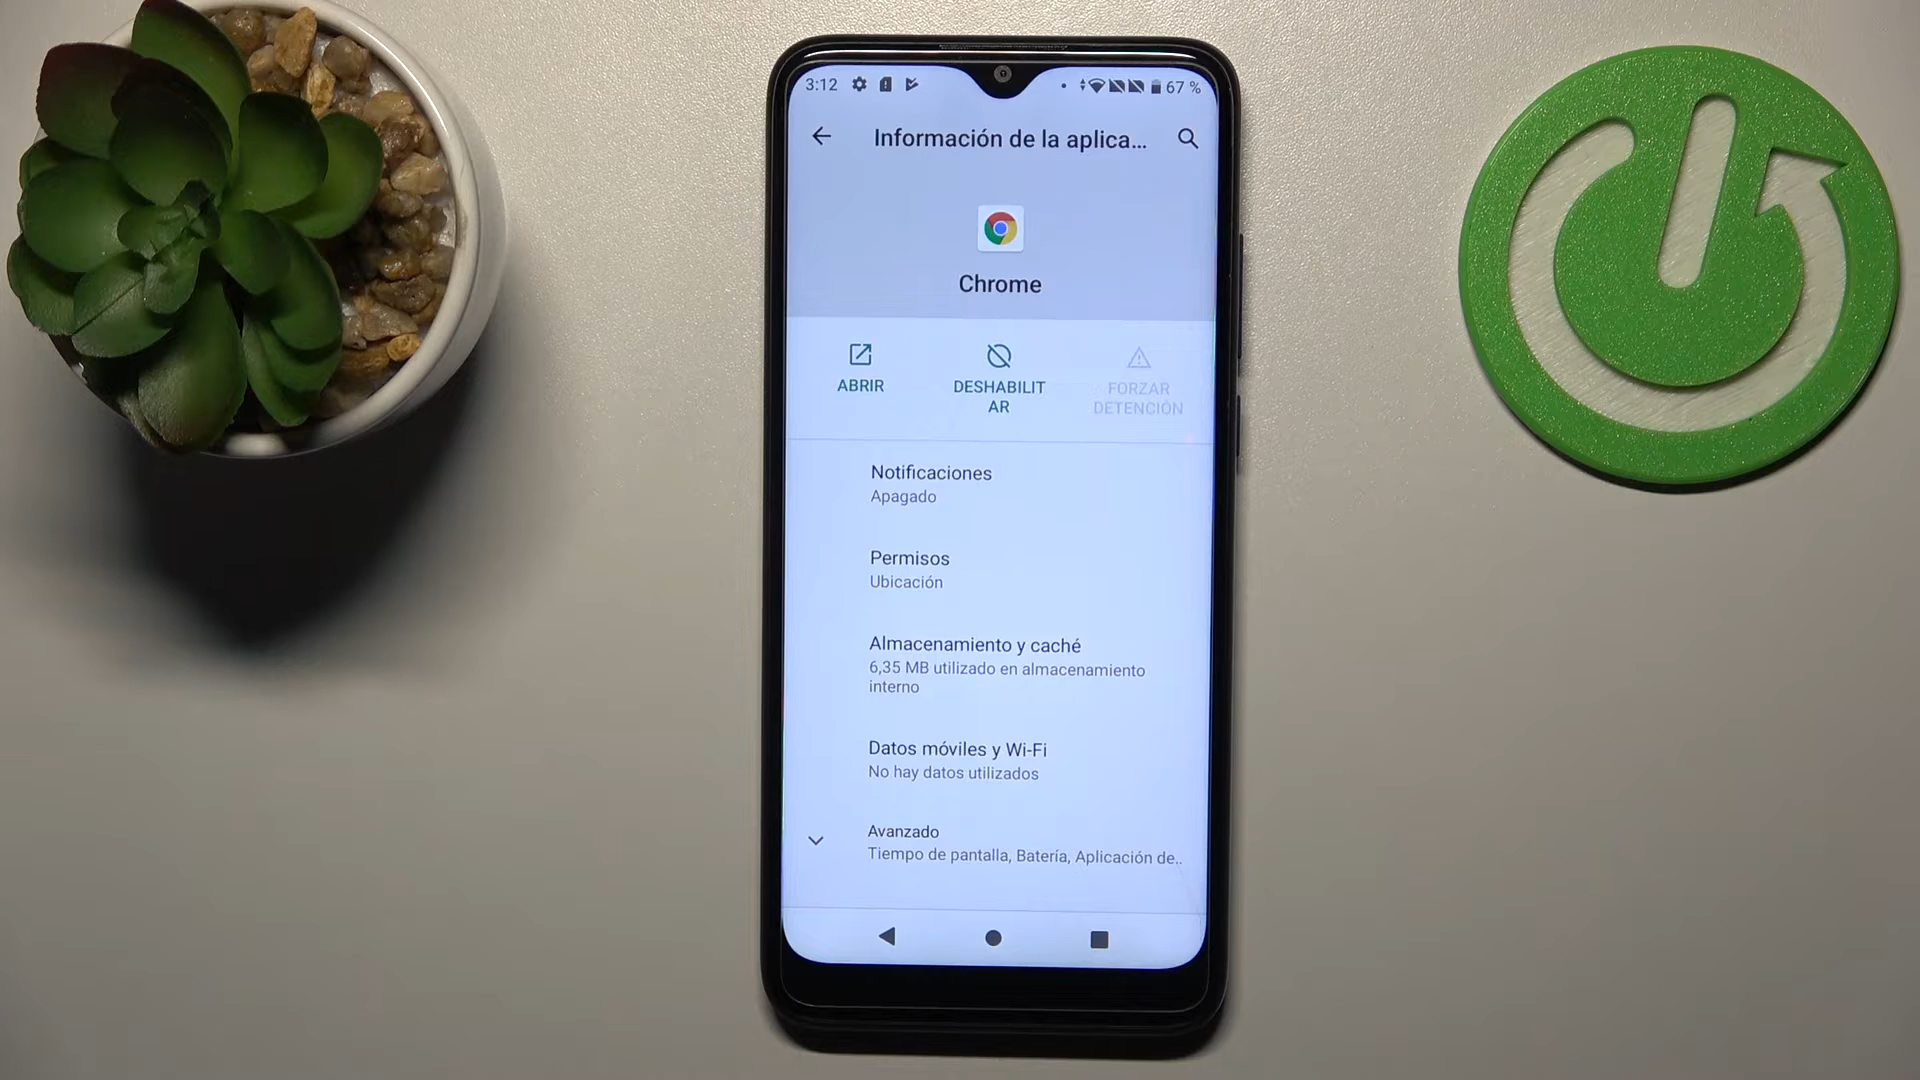 3:12 67 %
Información de la aplica...
Chrome
ABRIR
DESHABILIT
AR
FORZAR
DETENCIÓN
Notificaciones
Apagado
Permisos
Ubicación
Almacenamiento y caché
6,35 MB utilizado en almacenamiento
interno
Datos móviles y Wi-Fi
No hay datos utilizados
Avanzado
Tiempo de pantalla, Batería, Aplicación de..